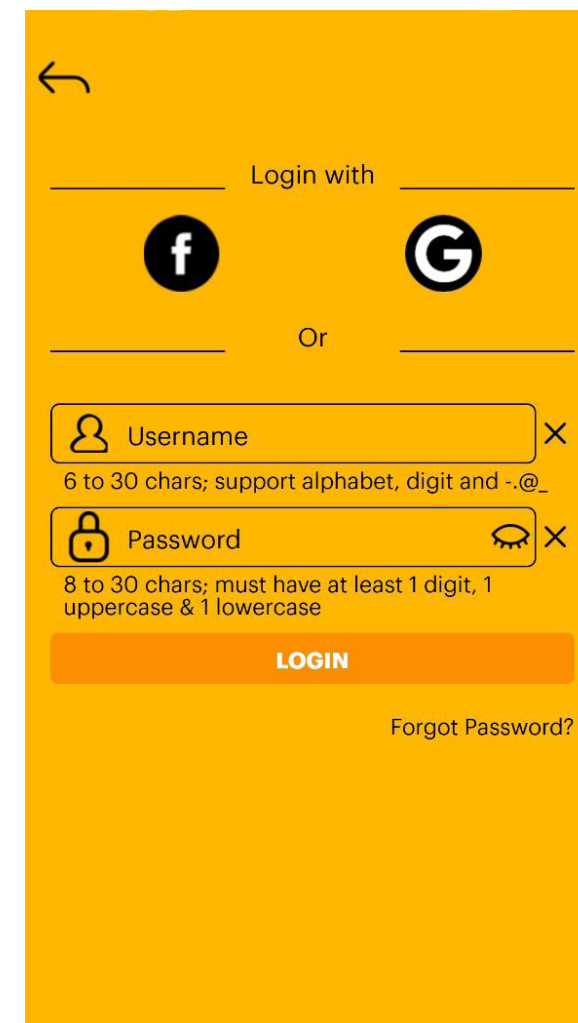 Login with
f
G
Or
Username
6 to 30 chars; support alphabet, digit and -.@_
Password
8 to 30 chars; must have at least 1 digit, 1
uppercase & 1 lowercase
LOGIN
Forgot Password?